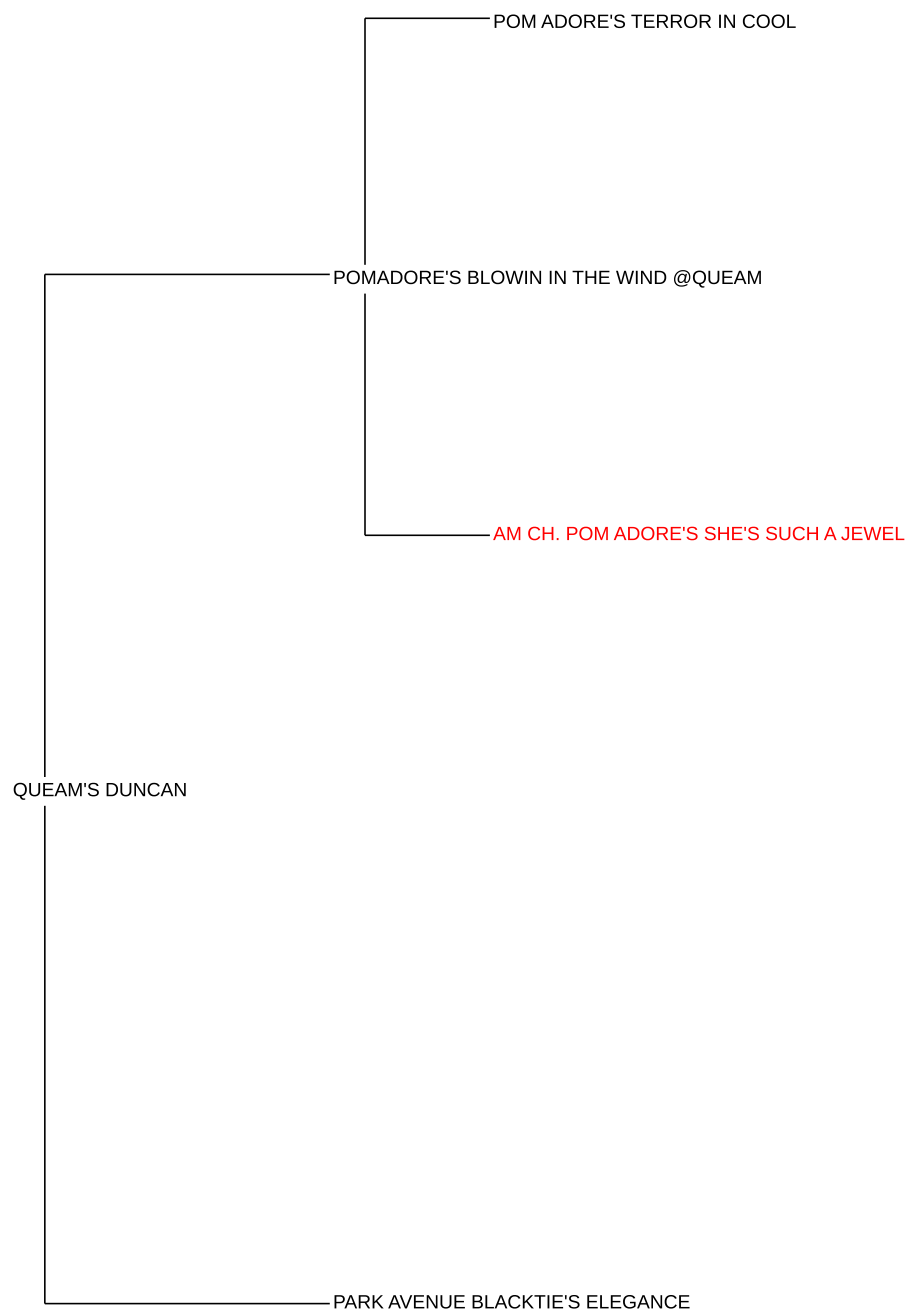 POM ADORE'S TERROR IN COOL
POMADORE'S BLOWIN IN THE WIND @QUEAM
AM CH. POM ADORE'S SHE'S SUCH A JEWEL
QUEAM'S DUNCAN
PARK AVENUE BLACKTIE'S ELEGANCE